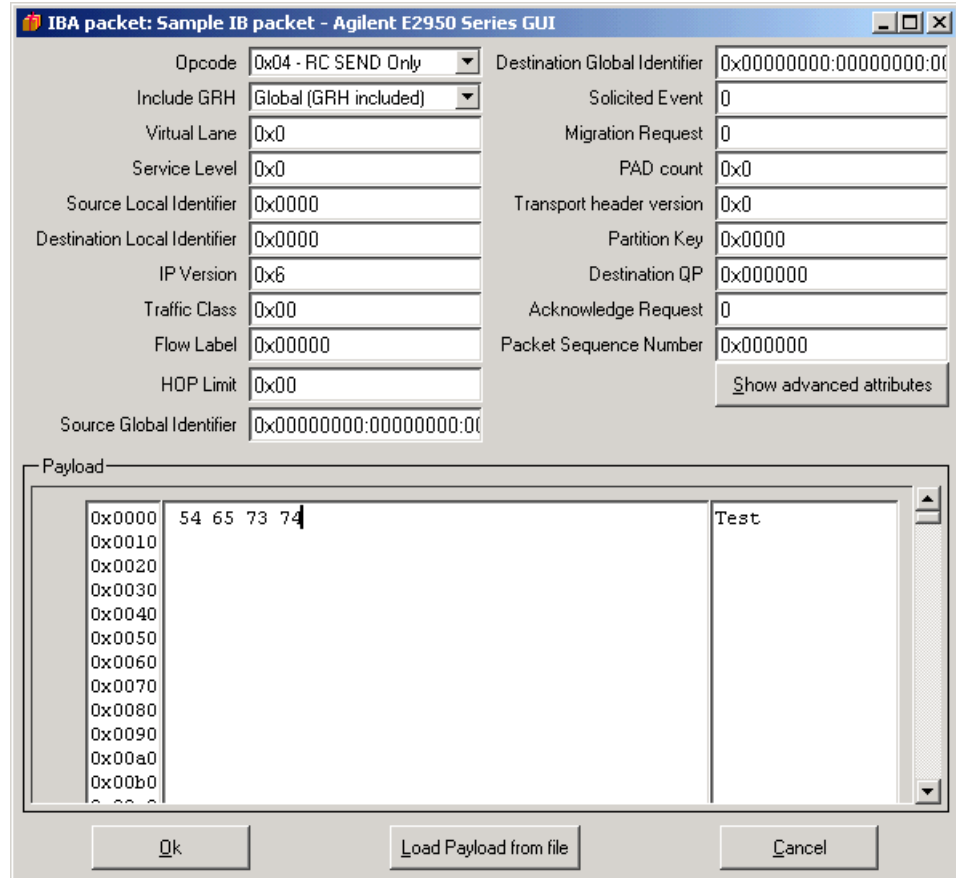 IBA packet: Sample IB packet - Agilent E2950 Series GUI
Opcode 0x04 - RC SEND Only Destination Global Identifier 0x00000000:00000000:00
Include GRH Global (GRH included) Solicited Event 0
Virtual Lane 0x0 Migration Request 0
Service Level 0x0 PAD count 0x0
Source Local Identifier 0x0000 Transport header version 0x0
Destination Local Identifier 0x0000 Partition Key 0x0000
IP Version 0x6 Destination QP 0x000000
Traffic Class 0x00 Acknowledge Request 0
Flow Label 0x00000 Packet Sequence Number 0x000000
HOP Limit 0x00 Show advanced attributes
Source Global Identifier 0x00000000:00000000:00
Payload
0x0000 54 65 73 74 Test
0x0010
0x0020
0x0030
0x0040
0x0050
0x0060
0x0070
0x0080
0x0090
0x00a0
0x00b0
Ok Load Payload from file Cancel